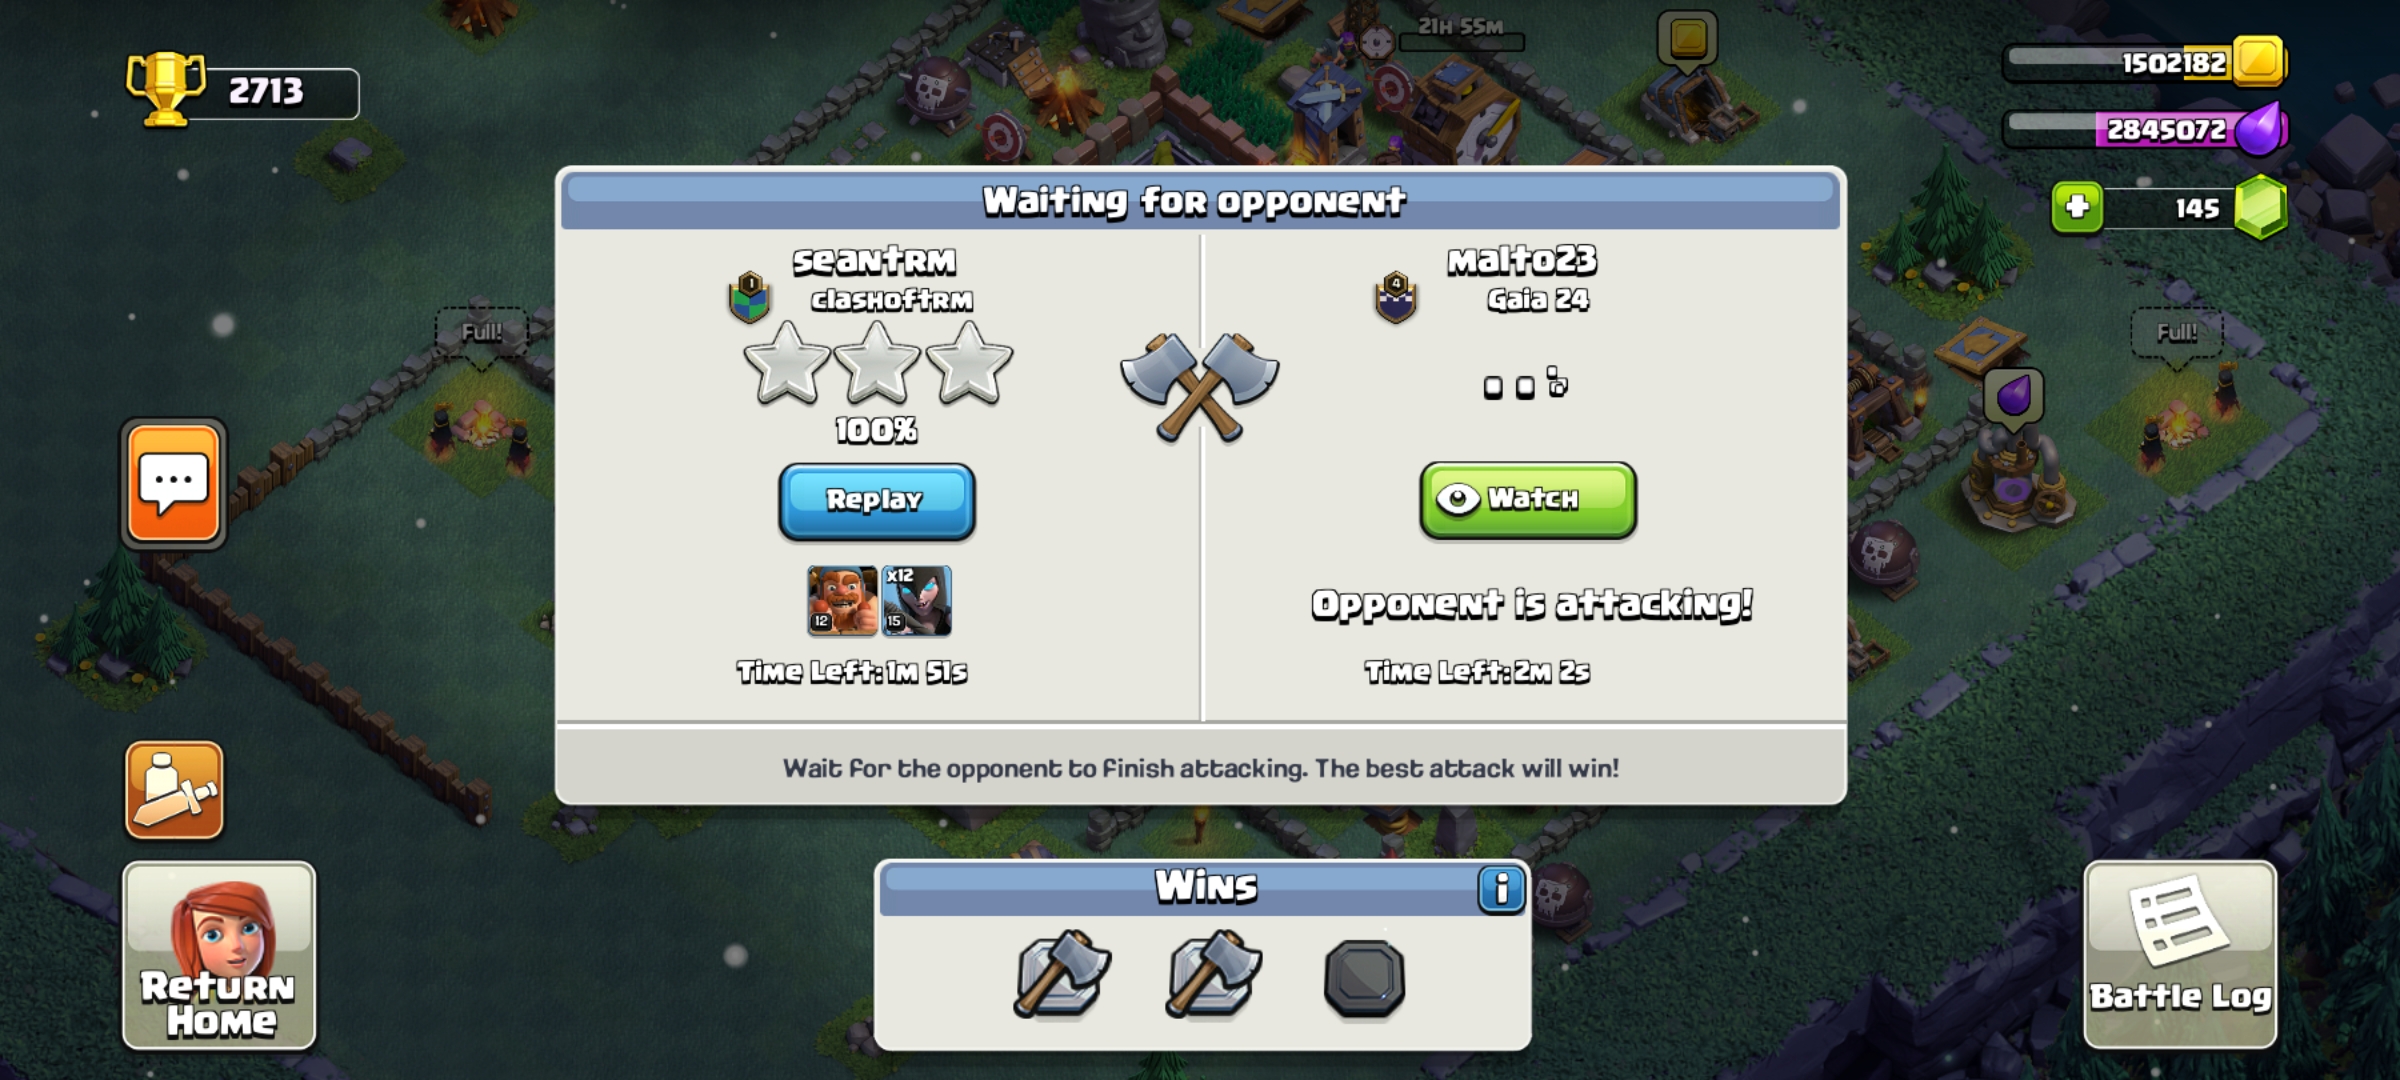 21H 55M
2713
1502182
2845072
145
Waiting for opponent
seantRM
1
clashoftRM
100%
Replay
x12
12
15
Time Left:1M 51s
Malto23
4
Gaia 24
Watch
Opponent is attacking!
Time Left:2M 2s
Full!
Full!
Wait for the opponent to finish attacking. The best attack will win!
Wins
i
Return
Home
Battle Log